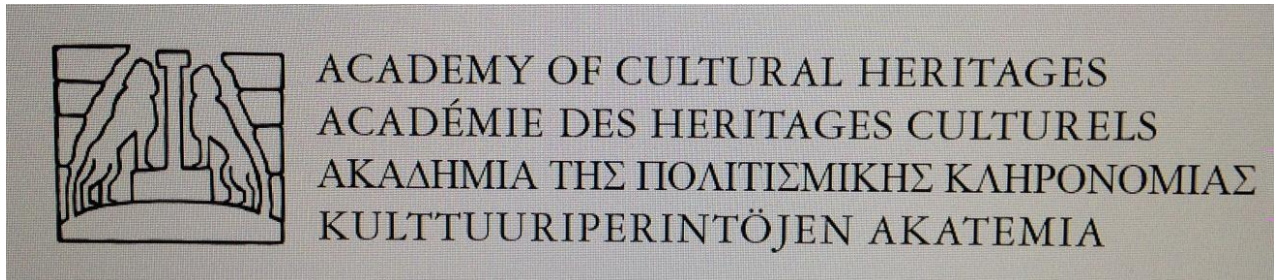 ACADEMY OF CULTURAL HERITAGES
ACADÉMIE DES HERITAGES CULTURELS
ΑΚΑΔΗΜΙΑ ΤΗΣ ΠΟΛΙΤΙΣΜΙΚΗΣ ΚΛΗΡΟΝΟΜΙΑΣ
KULTTUURIPERINTÖJEN AKATEMIA